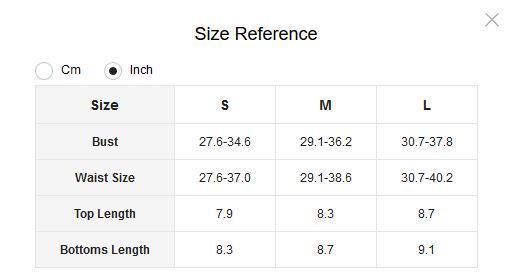 Size Reference
Cm Inch
Size S M L
Bust 27.6-34.6 29.1-36.2 30.7-37.8
Waist Size 27.6-37.0 29.1-38.6 30.7-40.2
Top Length 7.9 8.3 8.7
Bottoms Length 8.3 8.7 9.1